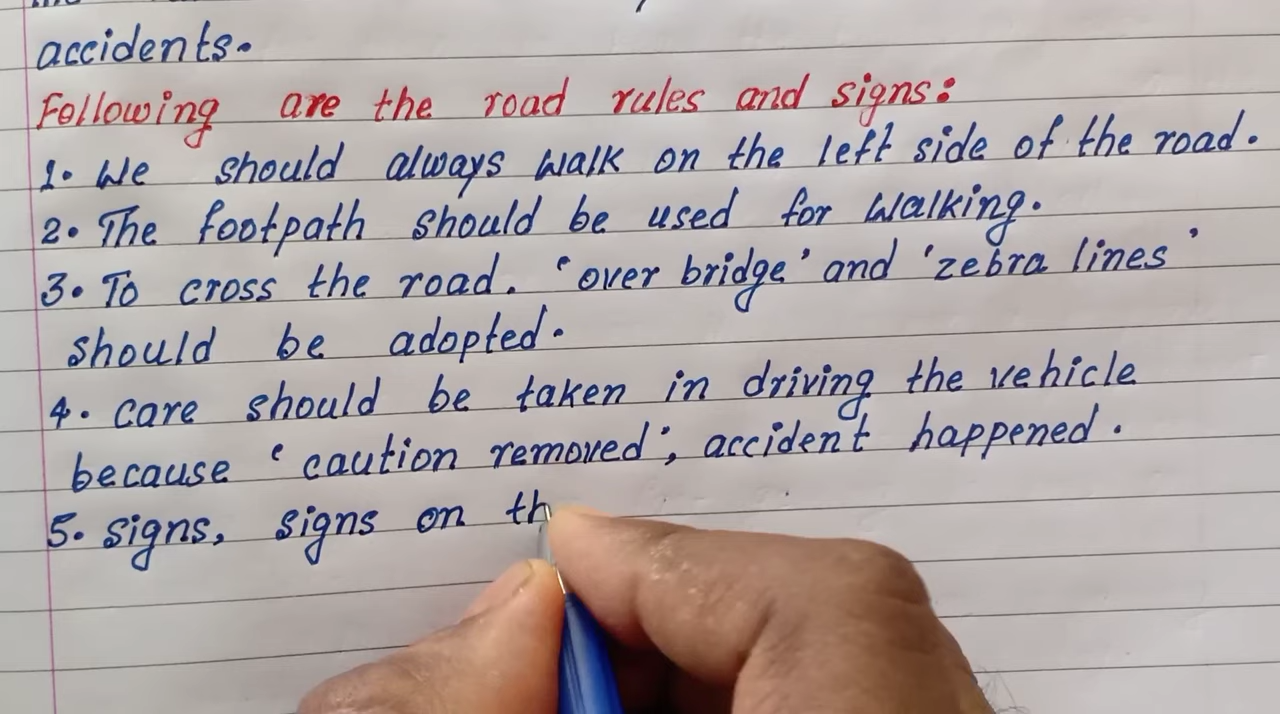 accidents.
Following are the road rules and signs:
1. We should always walk on the left side of the road.
2. The footpath should be used for walking.
3. To cross the road. 'over bridge' and 'zebra lines'
should be adopted.
4. care should be taken in driving the vehicle
because 'caution removed'; accident happened.
5. signs, signs on th